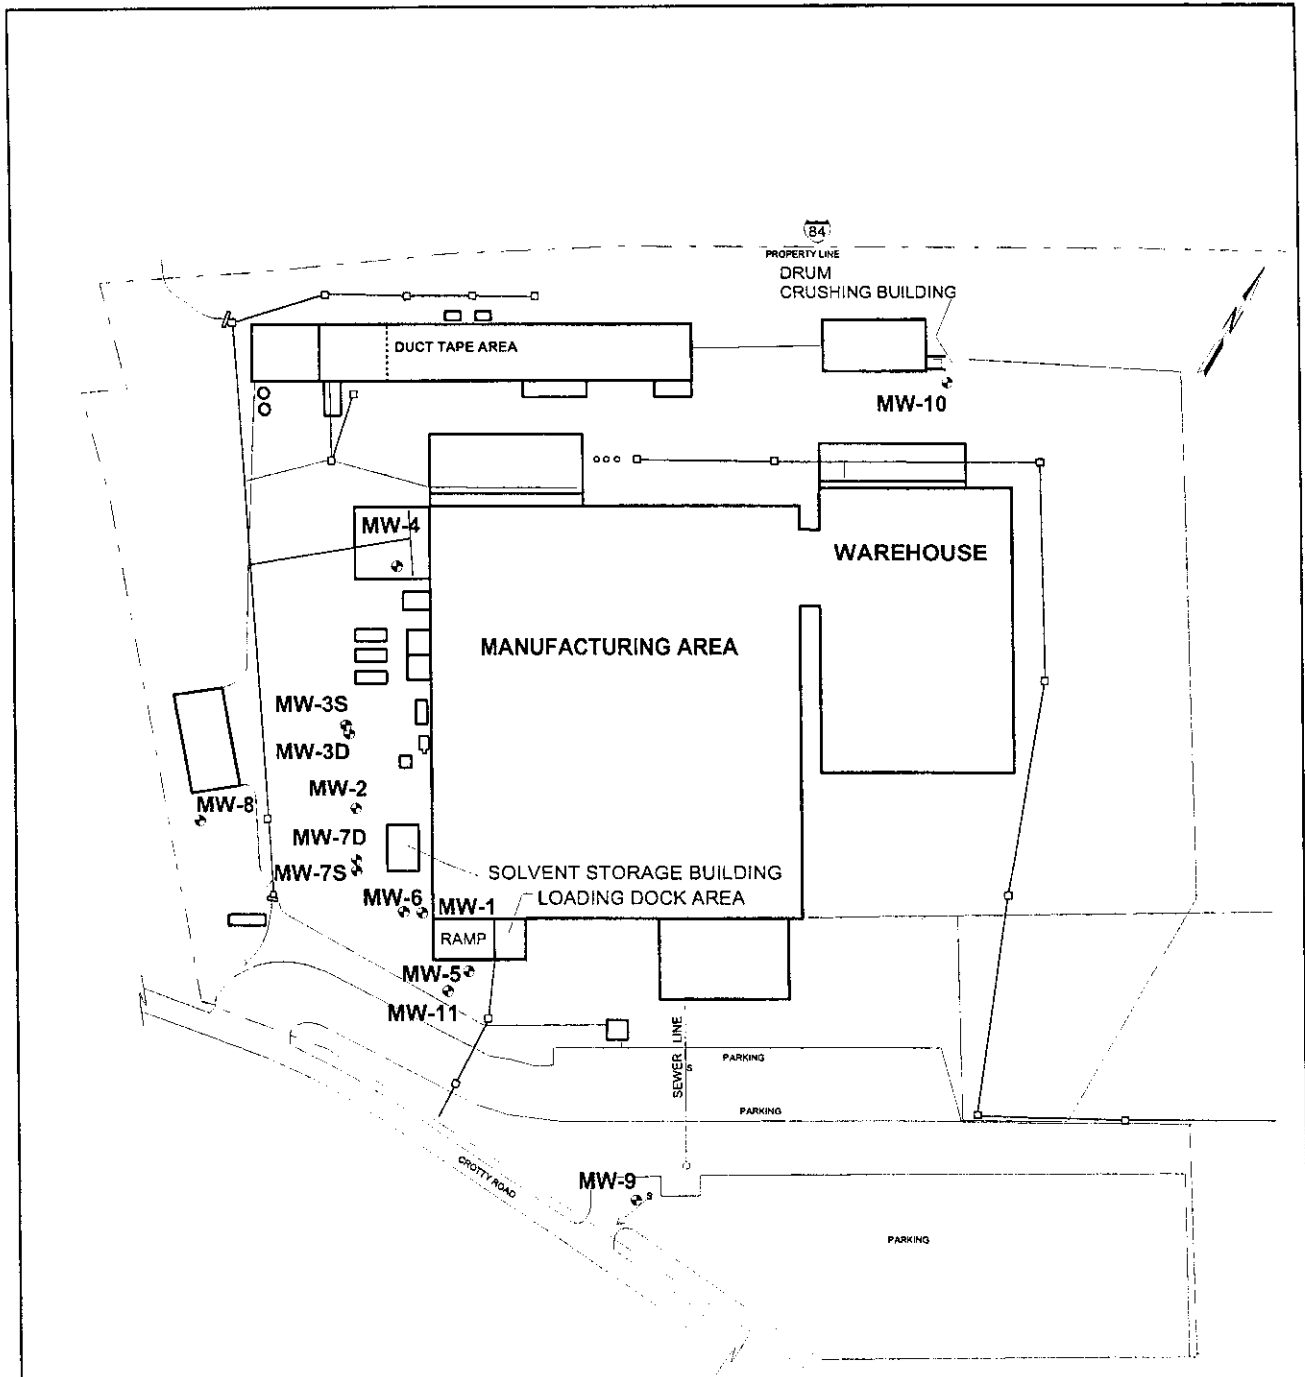 84
PROPERTY LINE
DRUM
CRUSHING BUILDING
DUCT TAPE AREA
MW-10
MW-4
WAREHOUSE
MANUFACTURING AREA
MW-3S
MW-3D
MW-2
MW-8
MW-7D
MW-7S
SOLVENT STORAGE BUILDING
MW-6
MW-1
LOADING DOCK AREA
RAMP
MW-5
MW-11
SEWER LINE
S
PARKING
PARKING
CROTTY ROAD
MW-9
S
PARKING